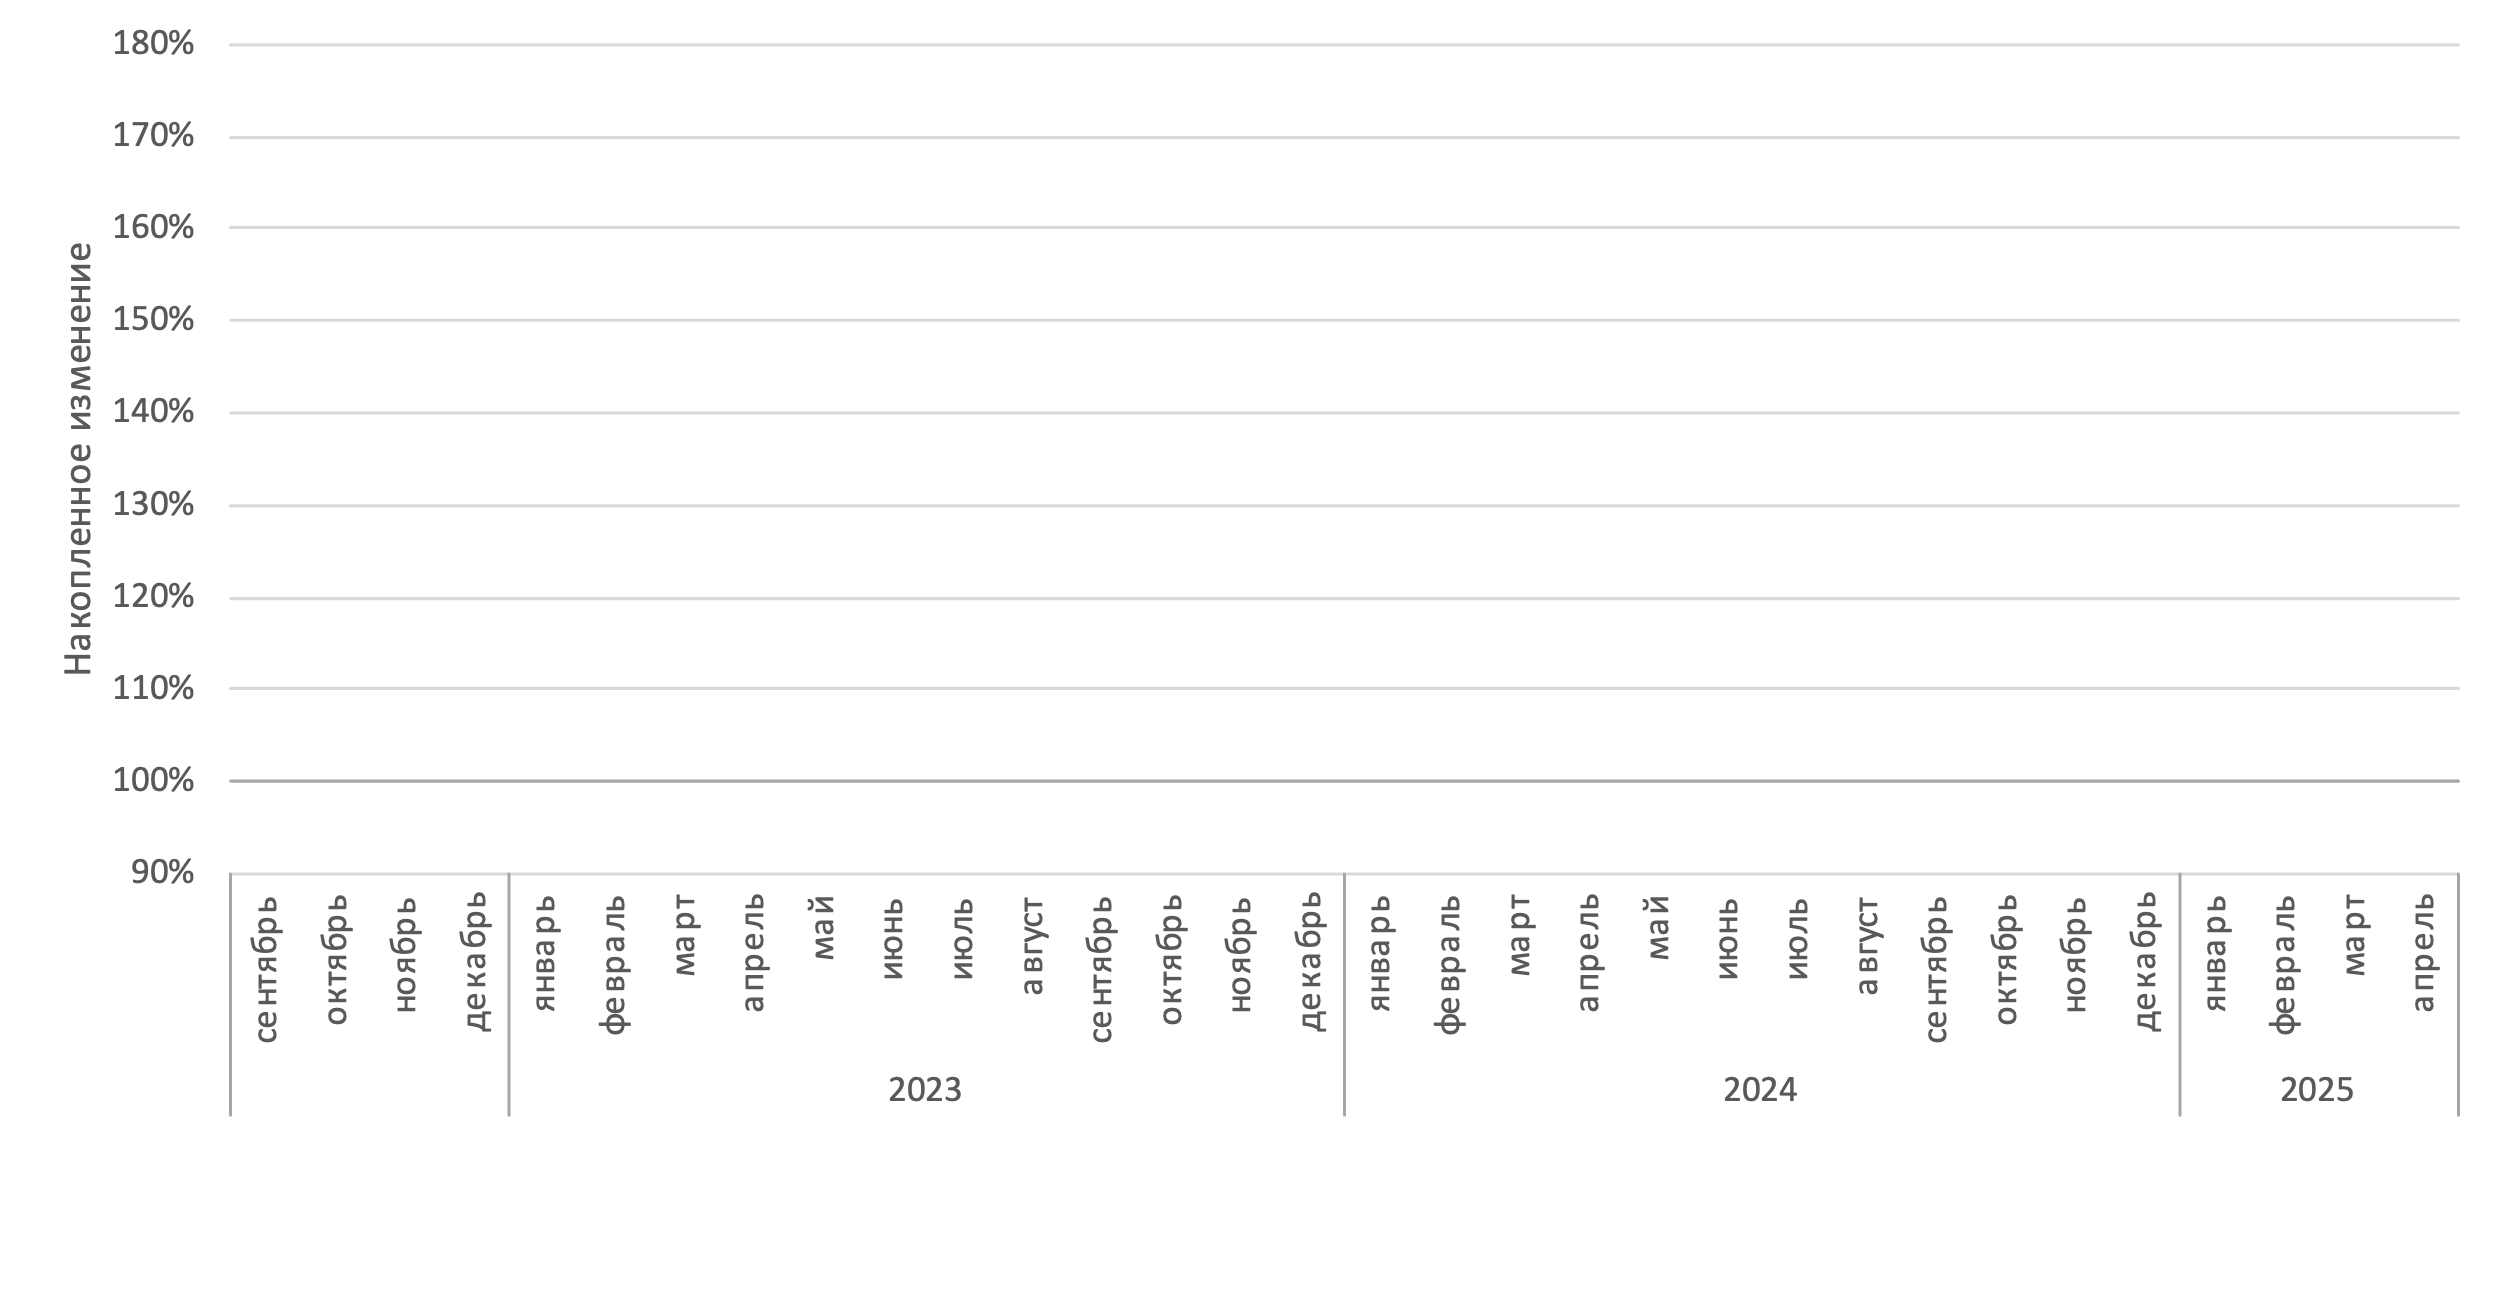 180%
170%
160%
150%
140%
130%
120%
110%
100%
90%
Накопленное изменение
сентябрь
октябрь
ноябрь
декабрь
январь
февраль
март
апрель
май
июнь
июль
август
сентябрь
октябрь
ноябрь
декабрь
январь
февраль
март
апрель
май
июнь
июль
август
сентябрь
октябрь
ноябрь
декабрь
январь
февраль
март
апрель
2023
2024
2025